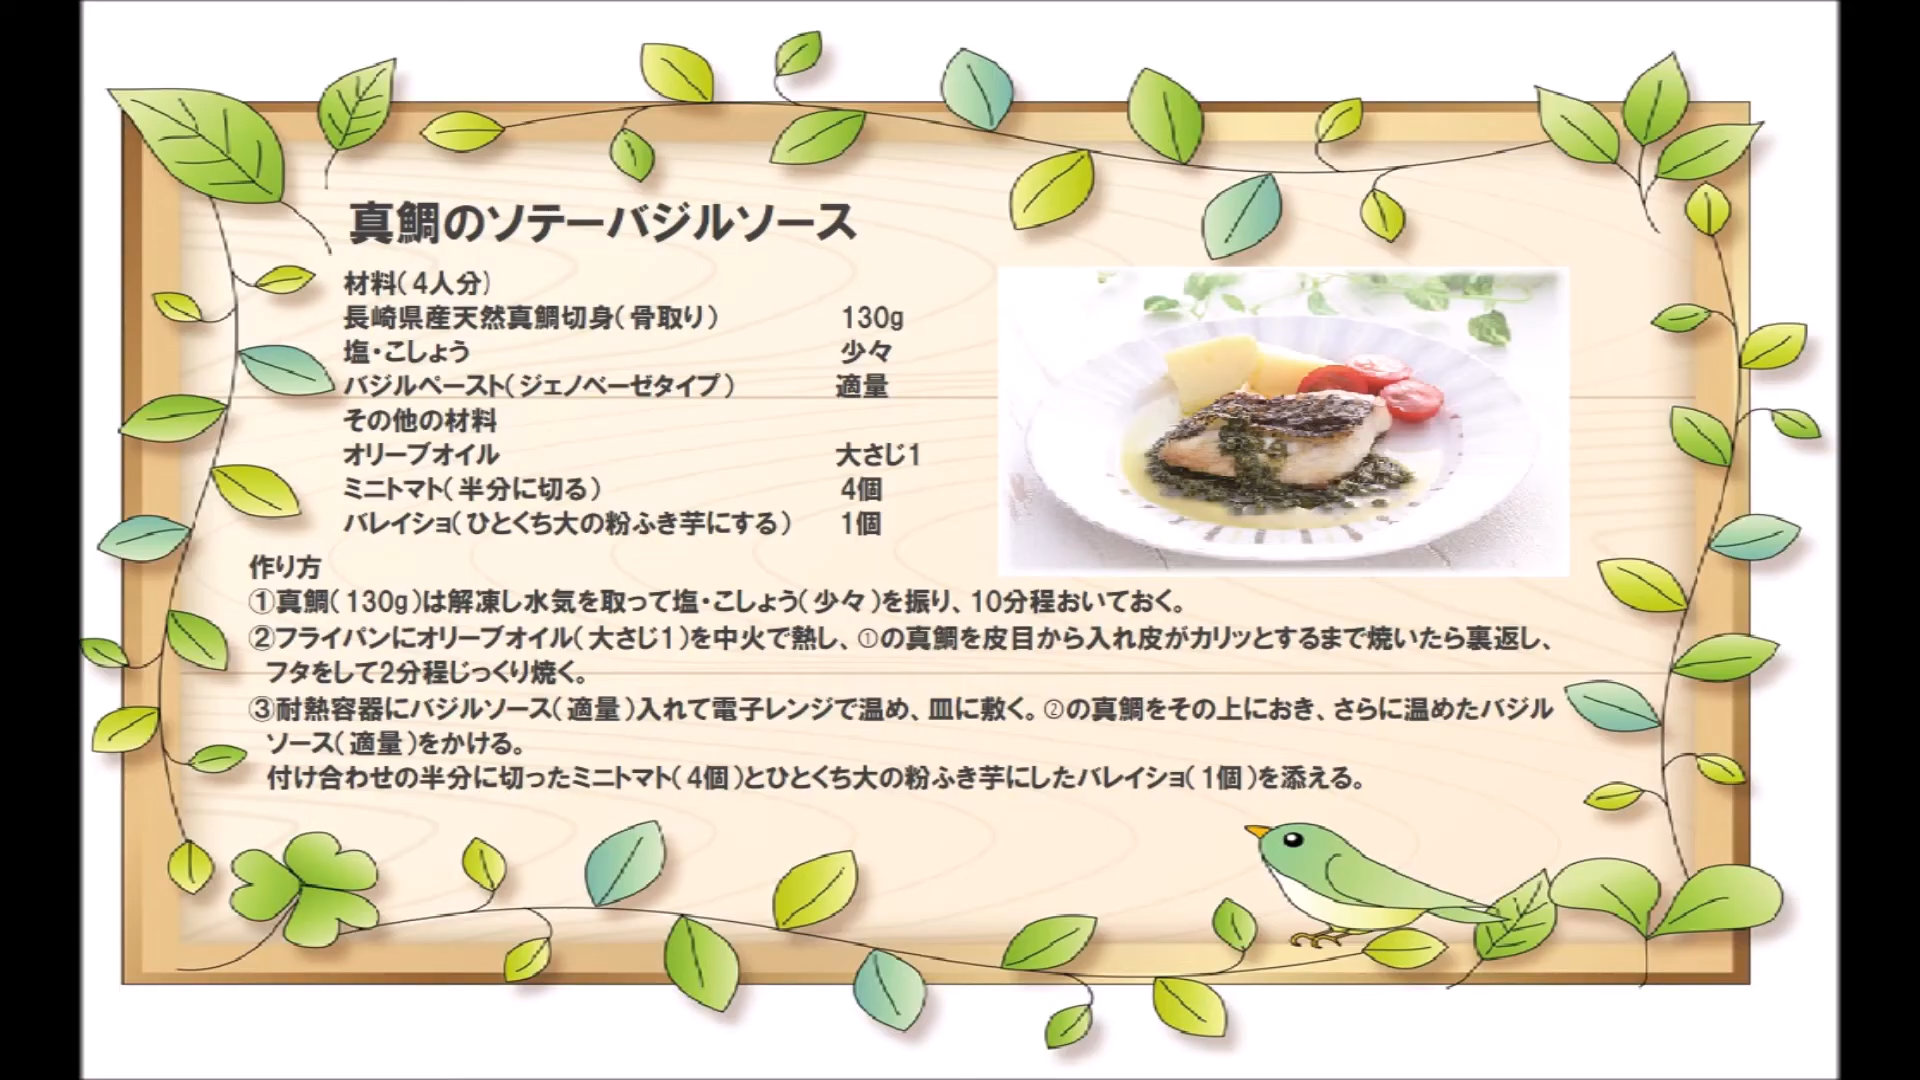 真鯛のソテーバジルソース
材料(4人分)
長崎県産天然真鯛切身(骨取り) 130g
塩・こしょう 少々
バジルペースト(ジェノベーゼタイプ) 適量
その他の材料
オリーブオイル 大さじ1
ミニトマト(半分に切る) 4個
バレイショ(ひとくち大の粉ふき芋にする) 1個
作り方
①真鯛(130g)は解凍し水気を取って塩・こしょう(少々)を振り、10分程おいておく。
②フライパンにオリーブオイル(大さじ1)を中火で熱し、①の真鯛を皮目から入れ皮がカリッとするまで焼いたら裏返し、
フタをして2分程じっくり焼く。
③耐熱容器にバジルソース(適量)入れて電子レンジで温め、皿に敷く。②の真鯛をその上におき、さらに温めたバジル
ソース(適量)をかける。
付け合わせの半分に切ったミニトマト(4個)とひとくち大の粉ふき芋にしたバレイショ(1個)を添える。